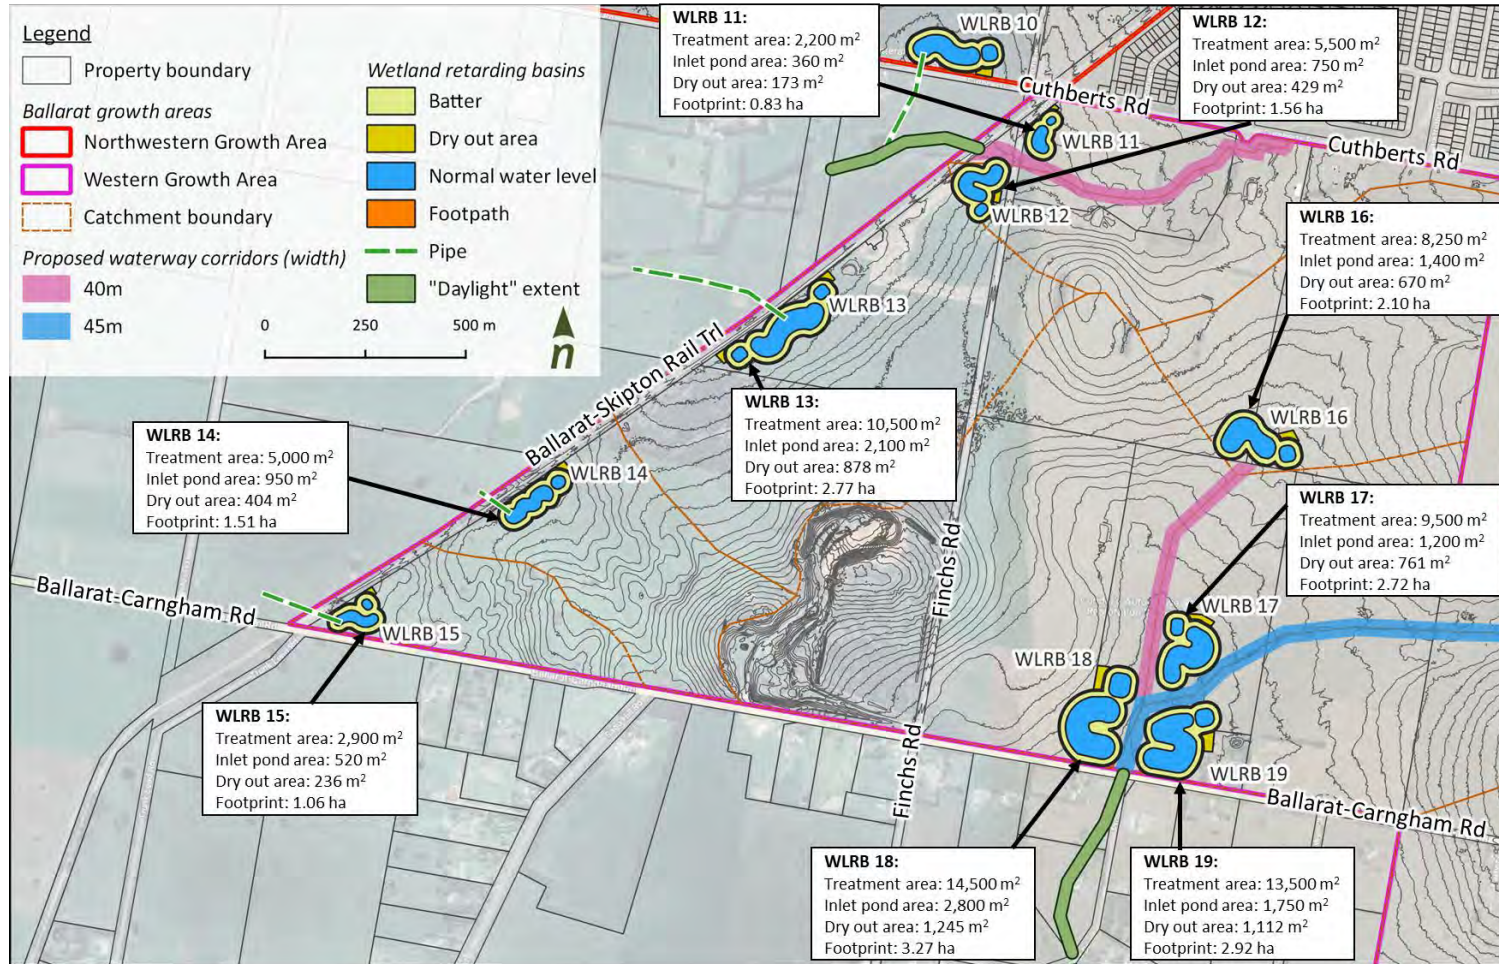 Legend
Property boundary
Ballarat growth areas
Northwestern Growth Area
Western Growth Area
Catchment boundary
Proposed waterway corridors (width)
40m
45m
Wetland retarding basins
Batter
Dry out area
Normal water level
Footpath
Pipe
"Daylight" extent
0 250 500 m
n
WLRB 11:
Treatment area: 2,200 m²
Inlet pond area: 360 m²
Dry out area: 173 m²
Footprint: 0.83 ha
WLRB 10
WLRB 12:
Treatment area: 5,500 m²
Inlet pond area: 750 m²
Dry out area: 429 m²
Footprint: 1.56 ha
Cuthberts Rd
WLRB 11
Cuthberts Rd
WLRB 12
WLRB 16:
Treatment area: 8,250 m²
Inlet pond area: 1,400 m²
Dry out area: 670 m²
Footprint: 2.10 ha
WLRB 13
Ballarat-Skipton Rail Trl
WLRB 13:
Treatment area: 10,500 m²
Inlet pond area: 2,100 m²
Dry out area: 878 m²
Footprint: 2.77 ha
WLRB 16
WLRB 14:
Treatment area: 5,000 m²
Inlet pond area: 950 m²
Dry out area: 404 m²
Footprint: 1.51 ha
WLRB 14
WLRB 17:
Treatment area: 9,500 m²
Inlet pond area: 1,200 m²
Dry out area: 761 m²
Footprint: 2.72 ha
Finchs Rd
Ballarat-Carngham Rd
WLRB 15
WLRB 17
WLRB 18
WLRB 15:
Treatment area: 2,900 m²
Inlet pond area: 520 m²
Dry out area: 236 m²
Footprint: 1.06 ha
Finchs Rd
WLRB 19
Ballarat-Carngham Rd
WLRB 18:
Treatment area: 14,500 m²
Inlet pond area: 2,800 m²
Dry out area: 1,245 m²
Footprint: 3.27 ha
WLRB 19:
Treatment area: 13,500 m²
Inlet pond area: 1,750 m²
Dry out area: 1,112 m²
Footprint: 2.92 ha